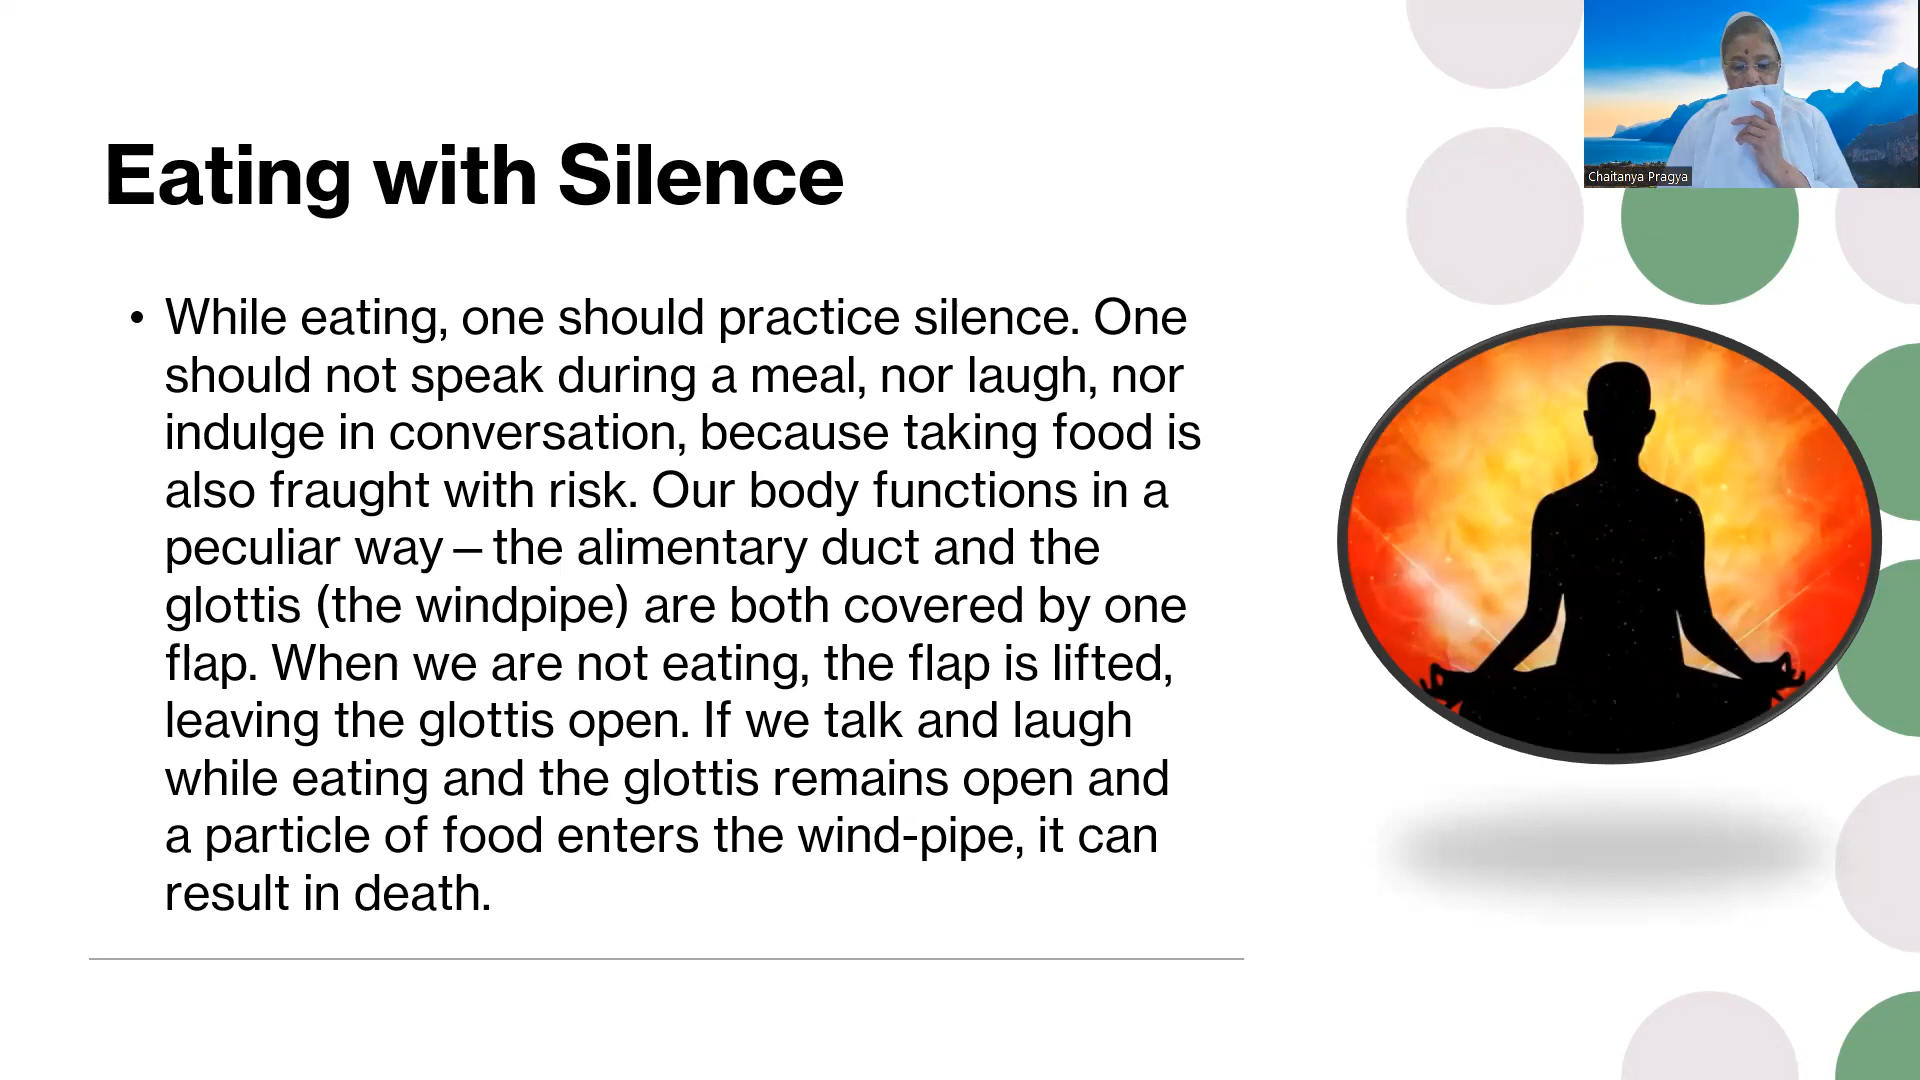 Eating with Silence
• While eating, one should practice silence. One
should not speak during a meal, nor laugh, nor
indulge in conversation, because taking food is
also fraught with risk. Our body functions in a
peculiar way – the alimentary duct and the
glottis (the windpipe) are both covered by one
flap. When we are not eating, the flap is lifted,
leaving the glottis open. If we talk and laugh
while eating and the glottis remains open and
a particle of food enters the wind-pipe, it can
result in death.
Chaitanya Pragya